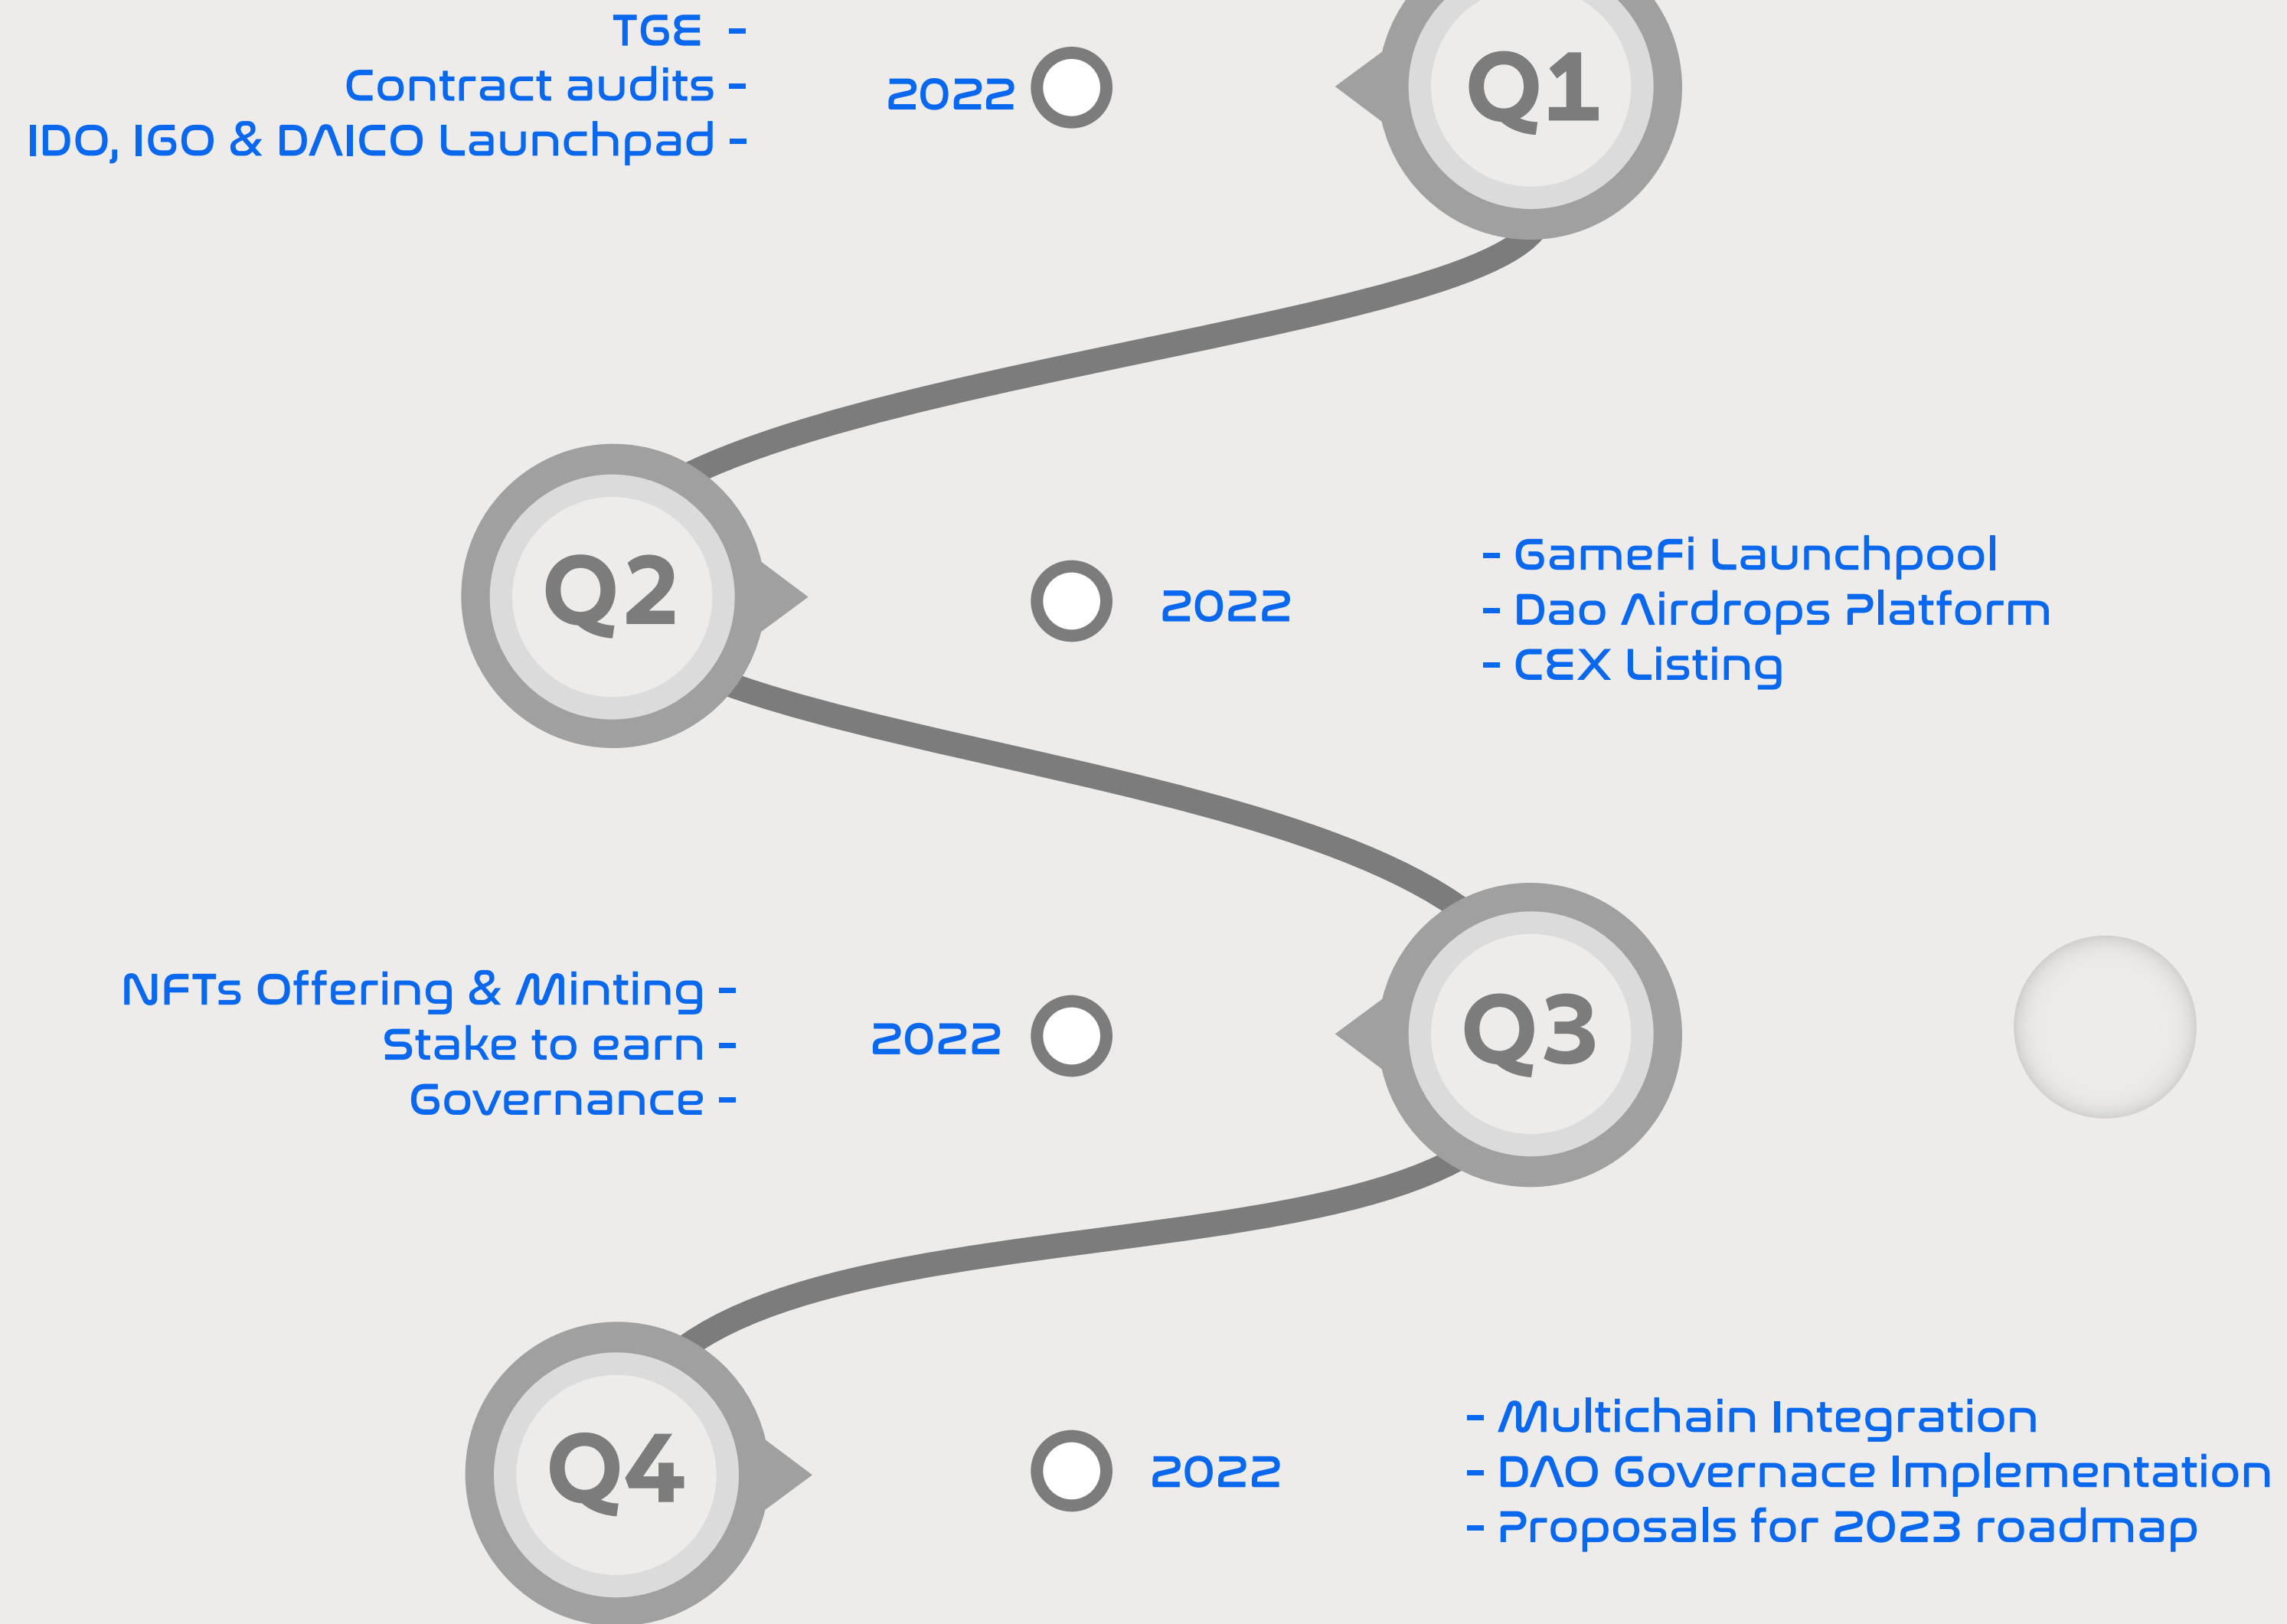 TGE -
Contract audits -
IDO, IGO & DAICO Launchpad -
2022
Q1
Q2
2022
- GameFi Launchpool
- Dao Airdrops Platform
- CEX Listing
NFTs Offering & Minting -
Stake to earn -
Governance -
2022
Q3
Q4
2022
- Multichain Integration
- DAO Governace Implementation
- Proposals for 2023 roadmap